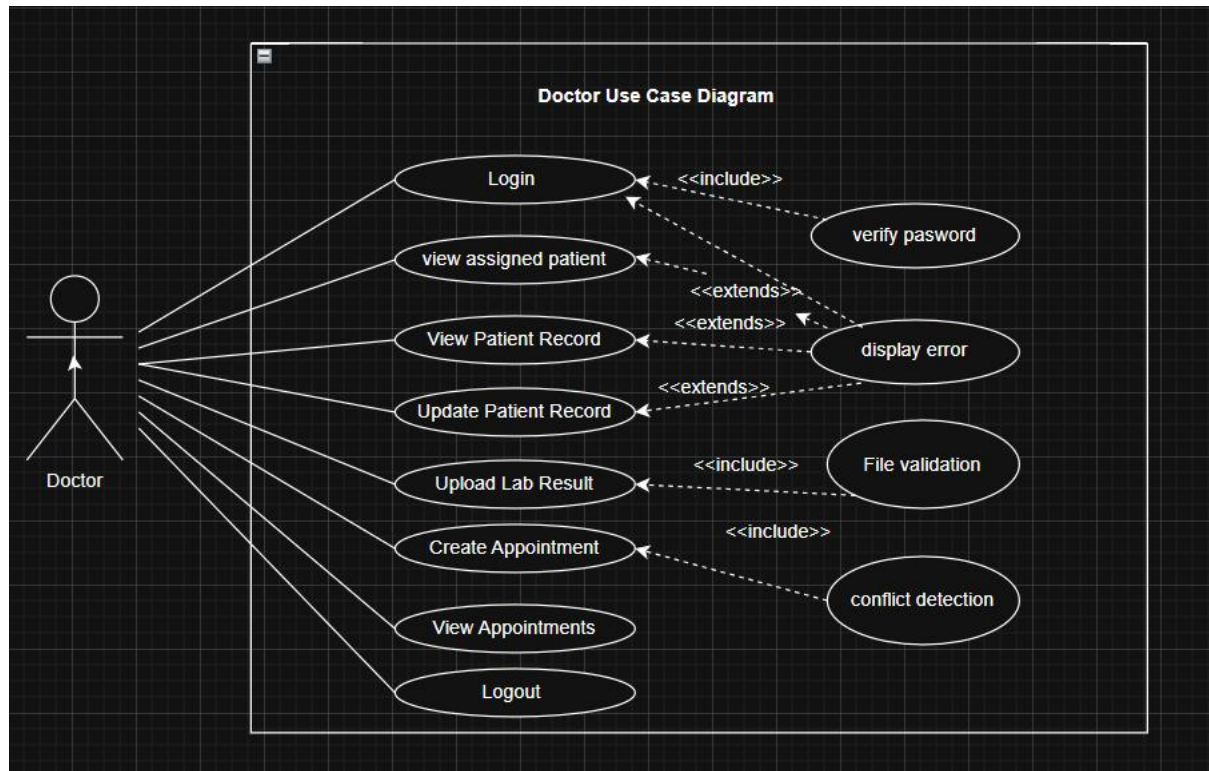 Doctor Use Case Diagram
Login
<<include>>
verify pasword
view assigned patient
<<extends>>
<<extends>>
View Patient Record
display error
<<extends>>
Update Patient Record
Doctor
Upload Lab Result
<<include>>
File validation
<<include>>
Create Appointment
conflict detection
View Appointments
Logout